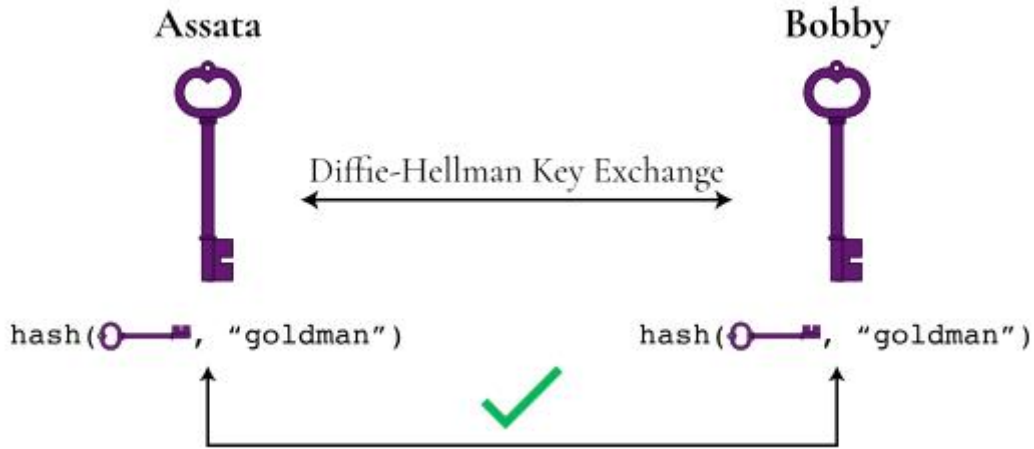 Assata
Bobby
Diffie-Hellman Key Exchange
hash(, “goldman”)
hash(, “goldman”)